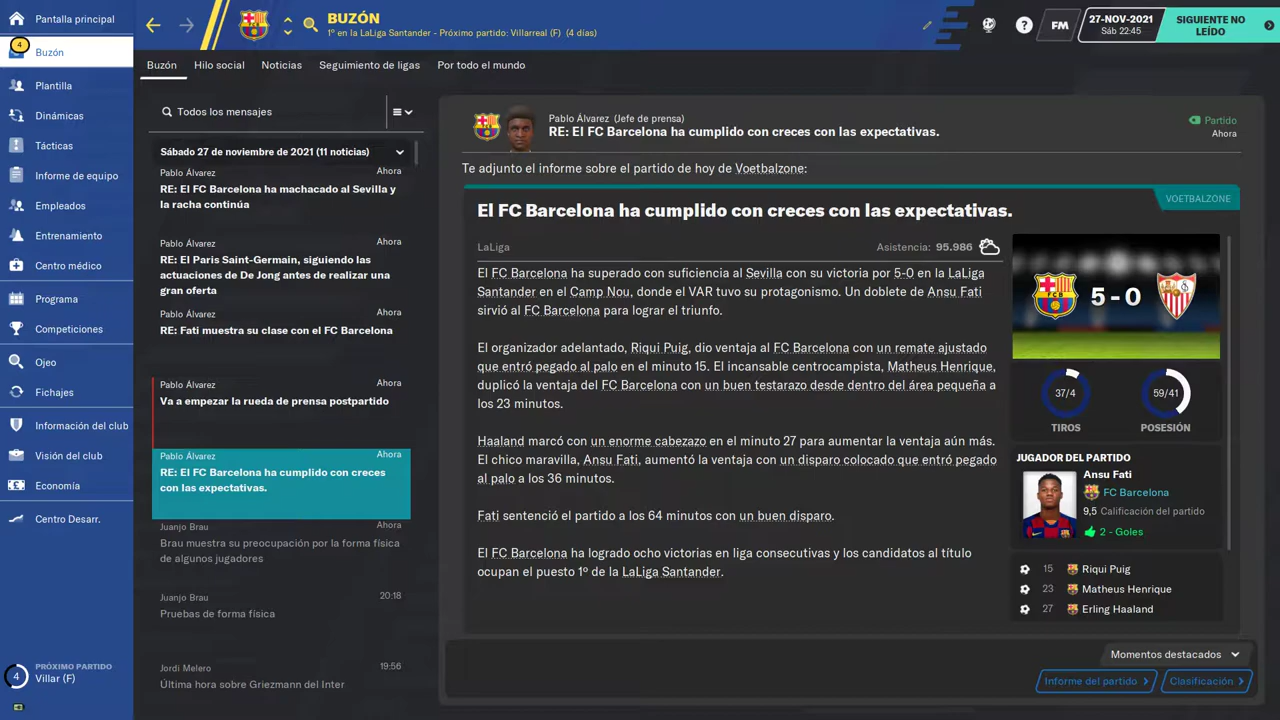 Pantalla principal
4
Buzón
Plantilla
Dinámicas
Tácticas
Informe de equipo
Empleados
Entrenamiento
Centro médico
Programa
Competiciones
Ojeo
Fichajes
Información del club
Visión del club
Economía
Centro Desarr.
4
PRÓXIMO PARTIDO
Villar (F)
BUZÓN
1º en la LaLiga Santander - Próximo partido: Villarreal (F) (4 días)
?
FM
27-NOV-2021
Sáb 22:45
SIGUIENTE NO
LEÍDO
Buzón
Hilo social
Noticias
Seguimiento de ligas
Por todo el mundo
Todos los mensajes
Sábado 27 de noviembre de 2021 (11 noticias)
Pablo Álvarez Ahora
RE: El FC Barcelona ha machacado al Sevilla y
la racha continúa
Pablo Álvarez Ahora
RE: El Paris Saint-Germain, siguiendo las
actuaciones de De Jong antes de realizar una
gran oferta
Pablo Álvarez Ahora
RE: Fati muestra su clase con el FC Barcelona
Pablo Álvarez Ahora
Va a empezar la rueda de prensa postpartido
Pablo Álvarez Ahora
RE: El FC Barcelona ha cumplido con creces
con las expectativas.
Juanjo Brau Ahora
Brau muestra su preocupación por la forma física
de algunos jugadores
Juanjo Brau 20:18
Pruebas de forma física
Jordi Melero 19:56
Última hora sobre Griezmann del Inter
Pablo Álvarez (Jefe de prensa)
RE: El FC Barcelona ha cumplido con creces con las expectativas.
Partido
Ahora
Te adjunto el informe sobre el partido de hoy de Voetbalzone:
VOETBALZONE
El FC Barcelona ha cumplido con creces con las expectativas.
LaLiga
Asistencia: 95.986
El FC Barcelona ha superado con suficiencia al Sevilla con su victoria por 5-0 en la LaLiga
Santander en el Camp Nou, donde el VAR tuvo su protagonismo. Un doblete de Ansu Fati
sirvió al FC Barcelona para lograr el triunfo.
El organizador adelantado, Riqui Puig, dio ventaja al FC Barcelona con un remate ajustado
que entró pegado al palo en el minuto 15. El incansable centrocampista, Matheus Henrique,
duplicó la ventaja del FC Barcelona con un buen testarazo desde dentro del área pequeña a
los 23 minutos.
Haaland marcó con un enorme cabezazo en el minuto 27 para aumentar la ventaja aún más.
El chico maravilla, Ansu Fati, aumentó la ventaja con un disparo colocado que entró pegado
al palo a los 36 minutos.
Fati sentenció el partido a los 64 minutos con un buen disparo.
El FC Barcelona ha logrado ocho victorias en liga consecutivas y los candidatos al título
ocupan el puesto 1º de la LaLiga Santander.
5 - 0
37/4
TIROS
59/41
POSESIÓN
JUGADOR DEL PARTIDO
Ansu Fati
FC Barcelona
9,5 Calificación del partido
2 - Goles
15 Riqui Puig
23 Matheus Henrique
27 Erling Haaland
Momentos destacados
Informe del partido
Clasificación